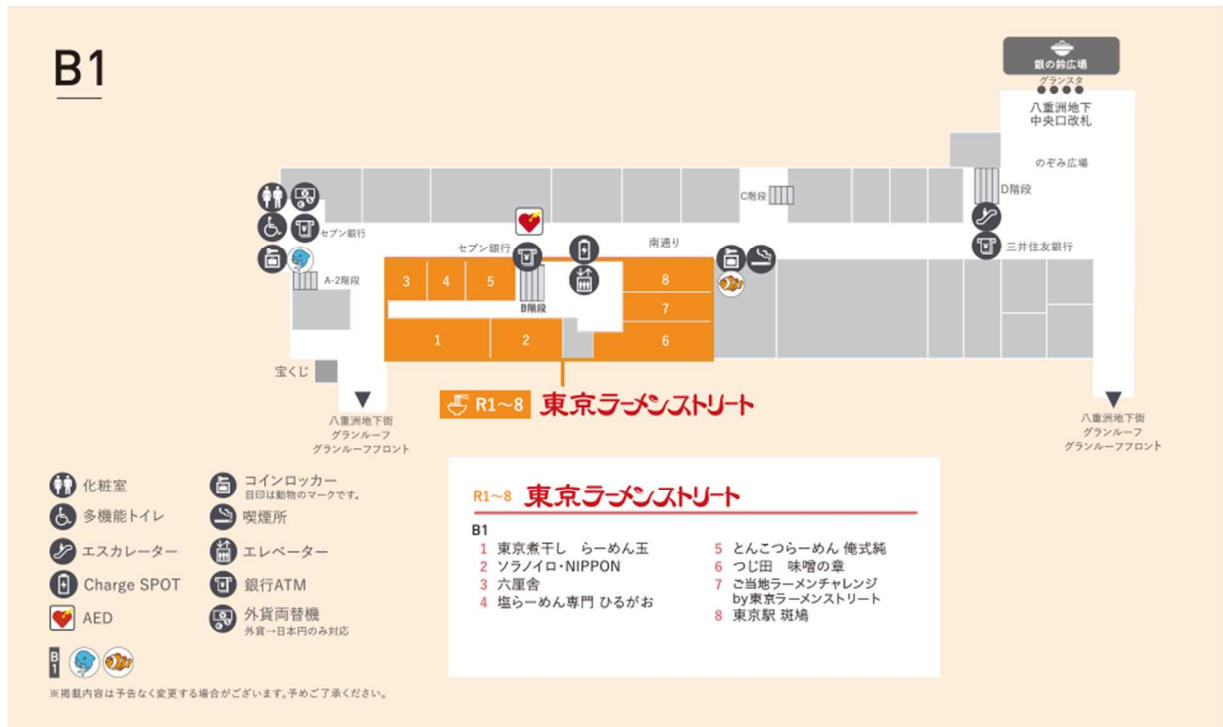 B1
銀の鈴広場
グランスタ
八重洲地下
中央口改札
のぞみ広場
C階段
D階段
セブン銀行
セブン銀行
南通り
三井住友銀行
A-2階段
3
4
5
B階段
8
7
1
2
6
宝くじ
R1～8 東京ラーメンストリート
八重洲地下街
グランルーフ
グランルーフフロント
八重洲地下街
グランルーフ
グランルーフフロント
化粧室
多機能トイレ
エスカレーター
Charge SPOT
AED
コインロッカー
目印は動物のマークです。
喫煙所
エレベーター
銀行ATM
外貨両替機
外貨→日本円のみ対応
B1
※掲載内容は予告なく変更する場合がございます。予めご了承ください。
R1～8 東京ラーメンストリート
B1
1 東京煮干し らーめん玉
2 ソラノイロ・NIPPON
3 六厘舎
4 塩らーめん専門 ひるがお
5 とんこつらーめん 俺式純
6 つじ田 味噌の章
7 ご当地ラーメンチャレンジ
by東京ラーメンストリート
8 東京駅 斑鳩